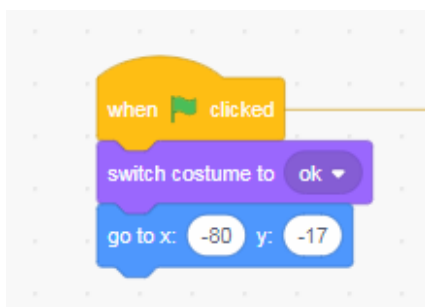 when clicked
switch costume to ok
go to x: -80 y: -17